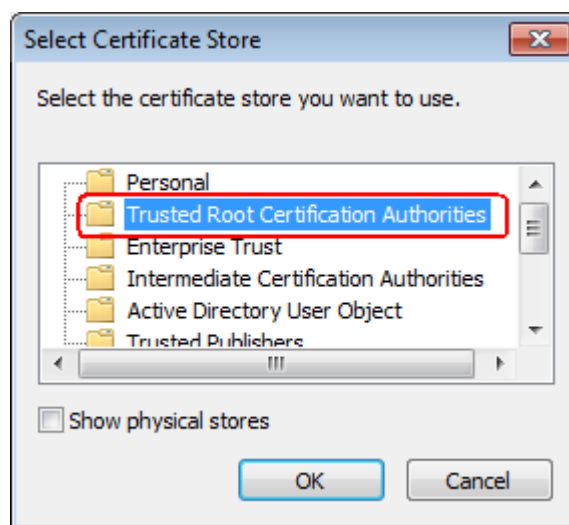 Select Certificate Store
Select the certificate store you want to use.
Personal
Trusted Root Certification Authorities
Enterprise Trust
Intermediate Certification Authorities
Active Directory User Object
Trusted Publishers
Show physical stores
OK
Cancel